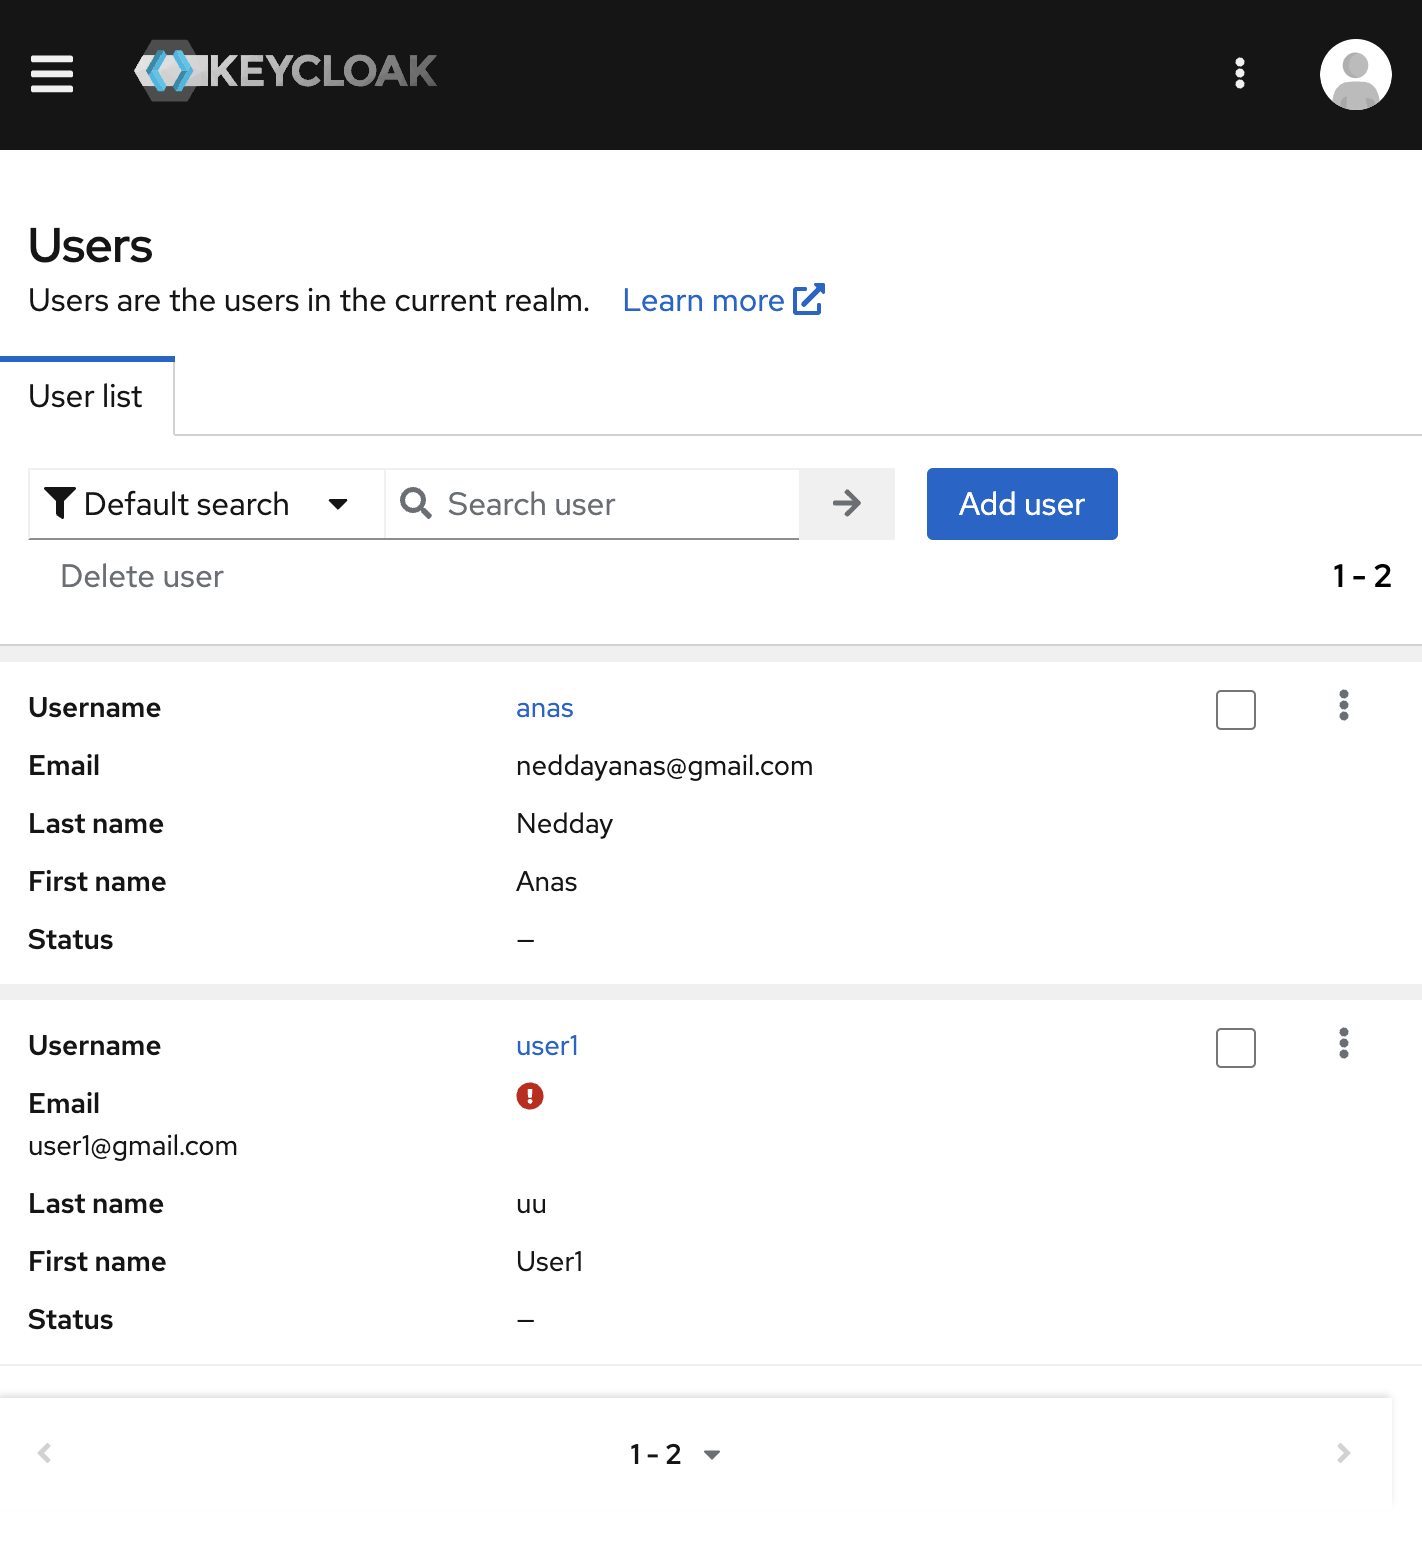 KEYCLOAK
Users
Users are the users in the current realm. Learn more
User list
Default search Search user Add user
Delete user 1 - 2
Username anas
Email neddayanas@gmail.com
Last name Nedday
First name Anas
Status —
Username user1
Email
user1@gmail.com
Last name uu
First name User1
Status —
1 - 2